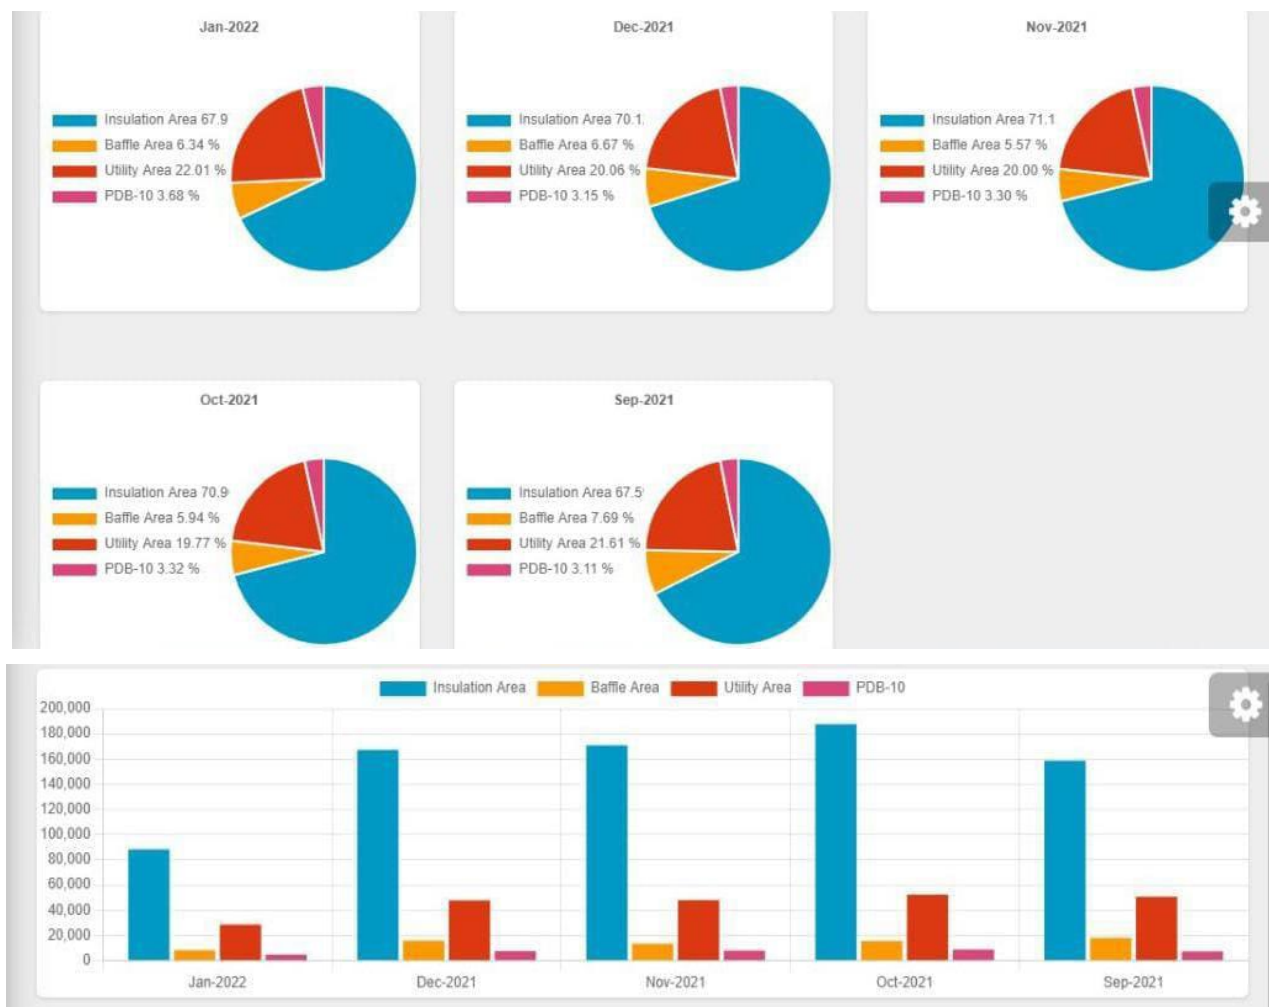 Jan-2022
Insulation Area 67.9
Baffle Area 6.34 %
Utility Area 22.01 %
PDB-10 3.68 %
Dec-2021
Insulation Area 70.1
Baffle Area 6.67 %
Utility Area 20.06 %
PDB-10 3.15 %
Nov-2021
Insulation Area 71.1
Baffle Area 5.57 %
Utility Area 20.00 %
PDB-10 3.30 %
Oct-2021
Insulation Area 70.9
Baffle Area 5.94 %
Utility Area 19.77 %
PDB-10 3.32 %
Sep-2021
Insulation Area 67.5
Baffle Area 7.69 %
Utility Area 21.61 %
PDB-10 3.11 %
Insulation Area Baffle Area Utility Area PDB-10
200,000
180,000
160,000
140,000
120,000
100,000
80,000
60,000
40,000
20,000
0
Jan-2022 Dec-2021 Nov-2021 Oct-2021 Sep-2021